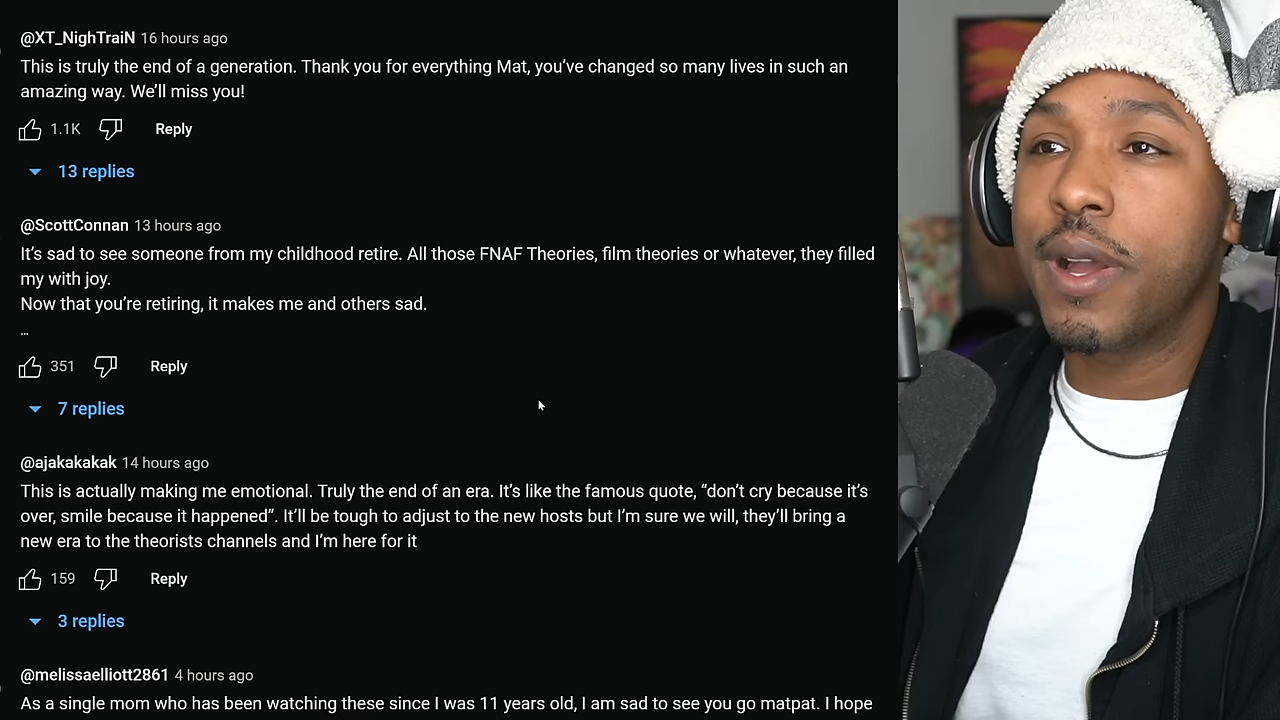 @XT_NighTraiN 16 hours ago
This is truly the end of a generation. Thank you for everything Mat, you’ve changed so many lives in such an
amazing way. We’ll miss you!
1.1K Reply
13 replies
@ScottConnan 13 hours ago
It’s sad to see someone from my childhood retire. All those FNAF Theories, film theories or whatever, they filled
my with joy.
Now that you’re retiring, it makes me and others sad.
...
351 Reply
7 replies
@ajakakakak 14 hours ago
This is actually making me emotional. Truly the end of an era. It’s like the famous quote, “don’t cry because it’s
over, smile because it happened”. It’ll be tough to adjust to the new hosts but I’m sure we will, they’ll bring a
new era to the theorists channels and I’m here for it
159 Reply
3 replies
@melissaelliott2861 4 hours ago
As a single mom who has been watching these since I was 11 years old, I am sad to see you go matpat. I hope